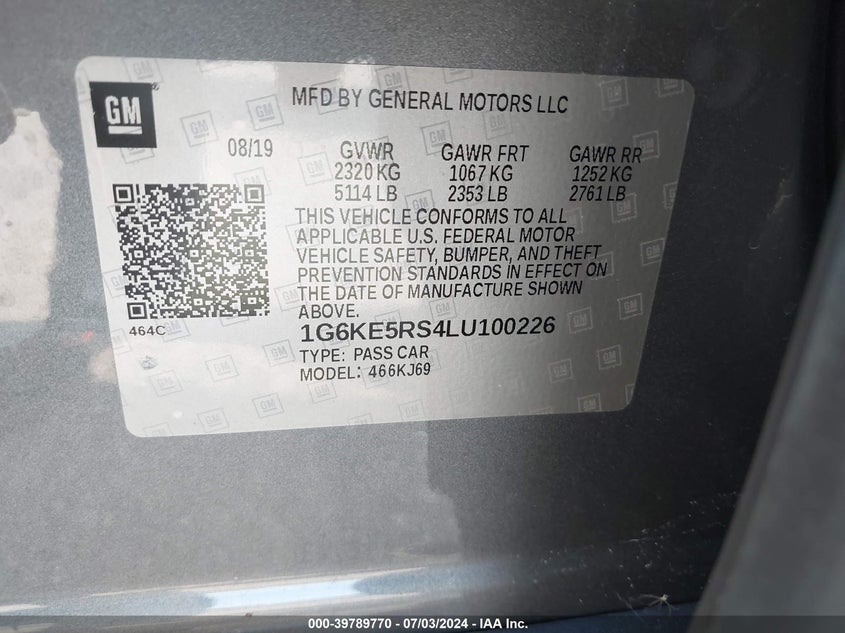 GM
MFD BY GENERAL MOTORS LLC
08/19 GVWR GAWR FRT GAWR RR
2320 KG 1067 KG 1252 KG
5114 LB 2353 LB 2761 LB
THIS VEHICLE CONFORMS TO ALL
APPLICABLE U.S. FEDERAL MOTOR
VEHICLE SAFETY, BUMPER, AND THEFT
PREVENTION STANDARDS IN EFFECT ON
THE DATE OF MANUFACTURE SHOWN
ABOVE.
464C
1G6KE5RS4LU100226
TYPE: PASS CAR
MODEL: 466KJ69
000-39789770 - 07/03/2024 - IAA Inc.